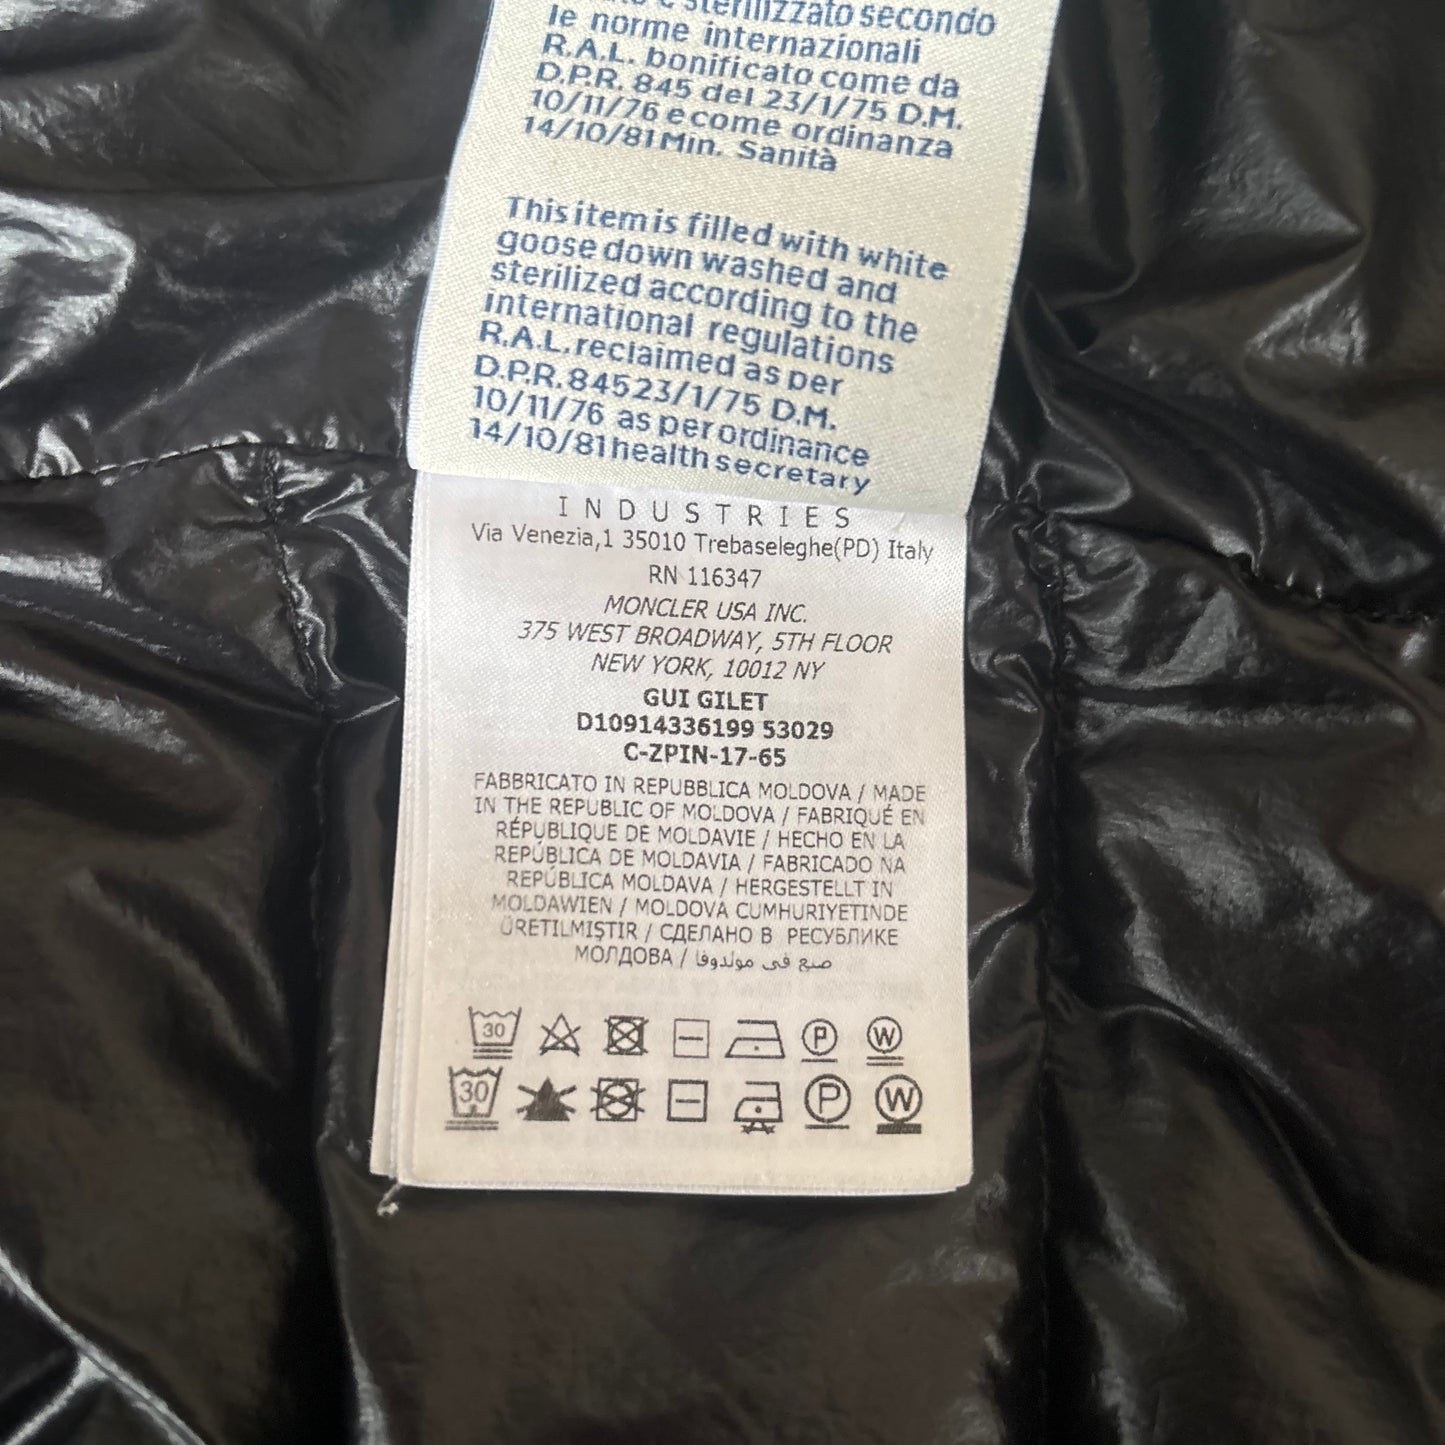 sterilizzato secondo
le norme internazionali
R.A.L. bonificato come da
D.P.R. 845 del 23/1/75 D.M.
10/11/76 e come ordinanza
14/10/81 Min. Sanità
This item is filled with white
goose down washed and
sterilized according to the
international regulations
R.A.L. reclaimed as per
D.P.R. 845 23/1/75 D.M.
10/11/76 as per ordinance
14/10/81 health secretary
INDUSTRIES
Via Venezia,1 35010 Trebaseleghe(PD) Italy
RN 116347
MONCLER USA INC.
375 WEST BROADWAY, 5TH FLOOR
NEW YORK, 10012 NY
GUI GILET
D10914336199 53029
C-ZPIN-17-65
FABBRICATO IN REPUBBLICA MOLDOVA / MADE
IN THE REPUBLIC OF MOLDOVA / FABRIQUÉ EN
RÉPUBLIQUE DE MOLDAVIE / HECHO EN LA
REPÚBLICA DE MOLDAVIA / FABRICADO NA
REPÚBLICA MOLDAVA / HERGESTELLT IN
MOLDAWIEN / MOLDOVA CUMHURIYETINDE
ÜRETILMIŞTIR / СДЕЛАНО В РЕСУБЛИКЕ
МОЛДОВА / صنع في مولدوفا
30 P W
30 P W